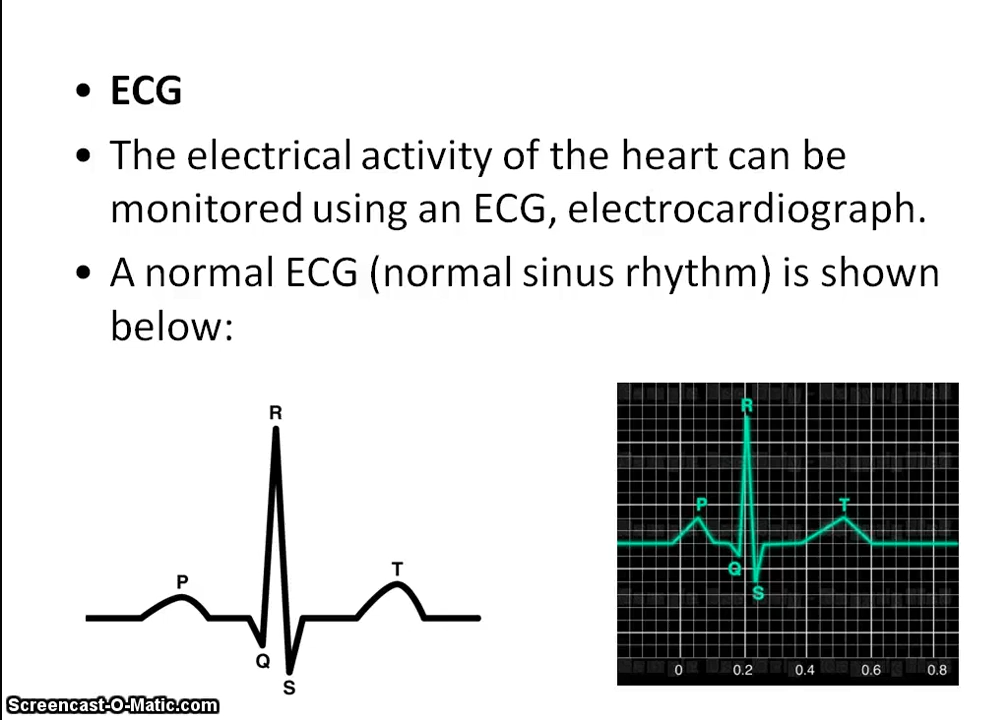 • ECG
• The electrical activity of the heart can be
monitored using an ECG, electrocardiograph.
• A normal ECG (normal sinus rhythm) is shown
below:
R
P
T
Q
S
R
P
T
Q
S
0 0.2 0.4 0.6 0.8
Screencast-O-Matic.com